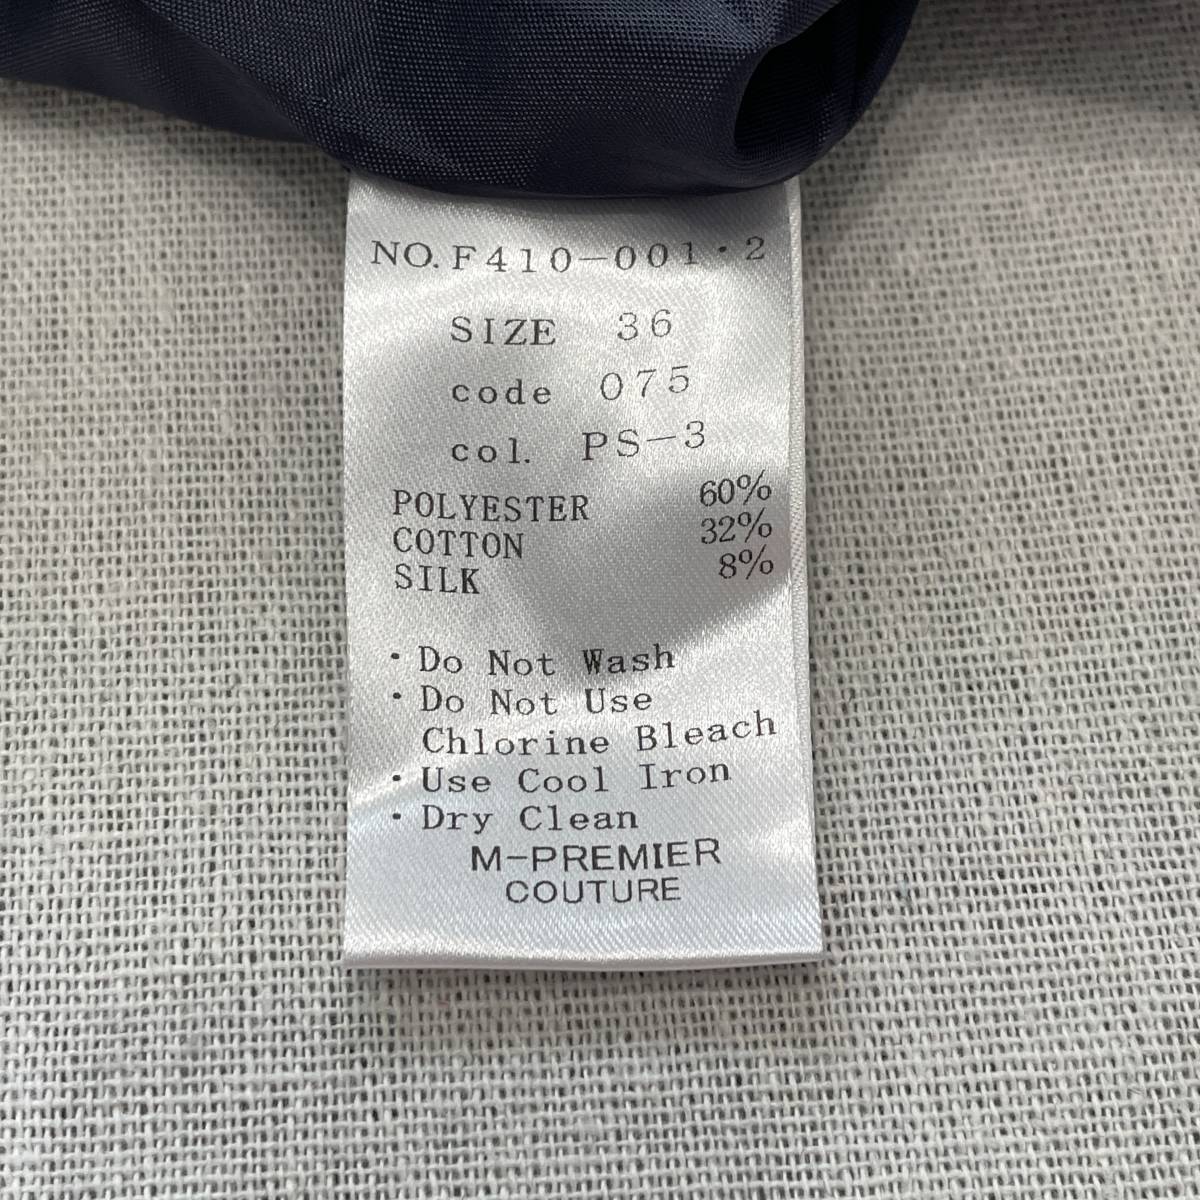 NO. F410-001・2
SIZE 36
code 075
col. PS-3
POLYESTER 60%
COTTON 32%
SILK 8%
・Do Not Wash
・Do Not Use
Chlorine Bleach
・Use Cool Iron
・Dry Clean
M-PREMIER
COUTURE